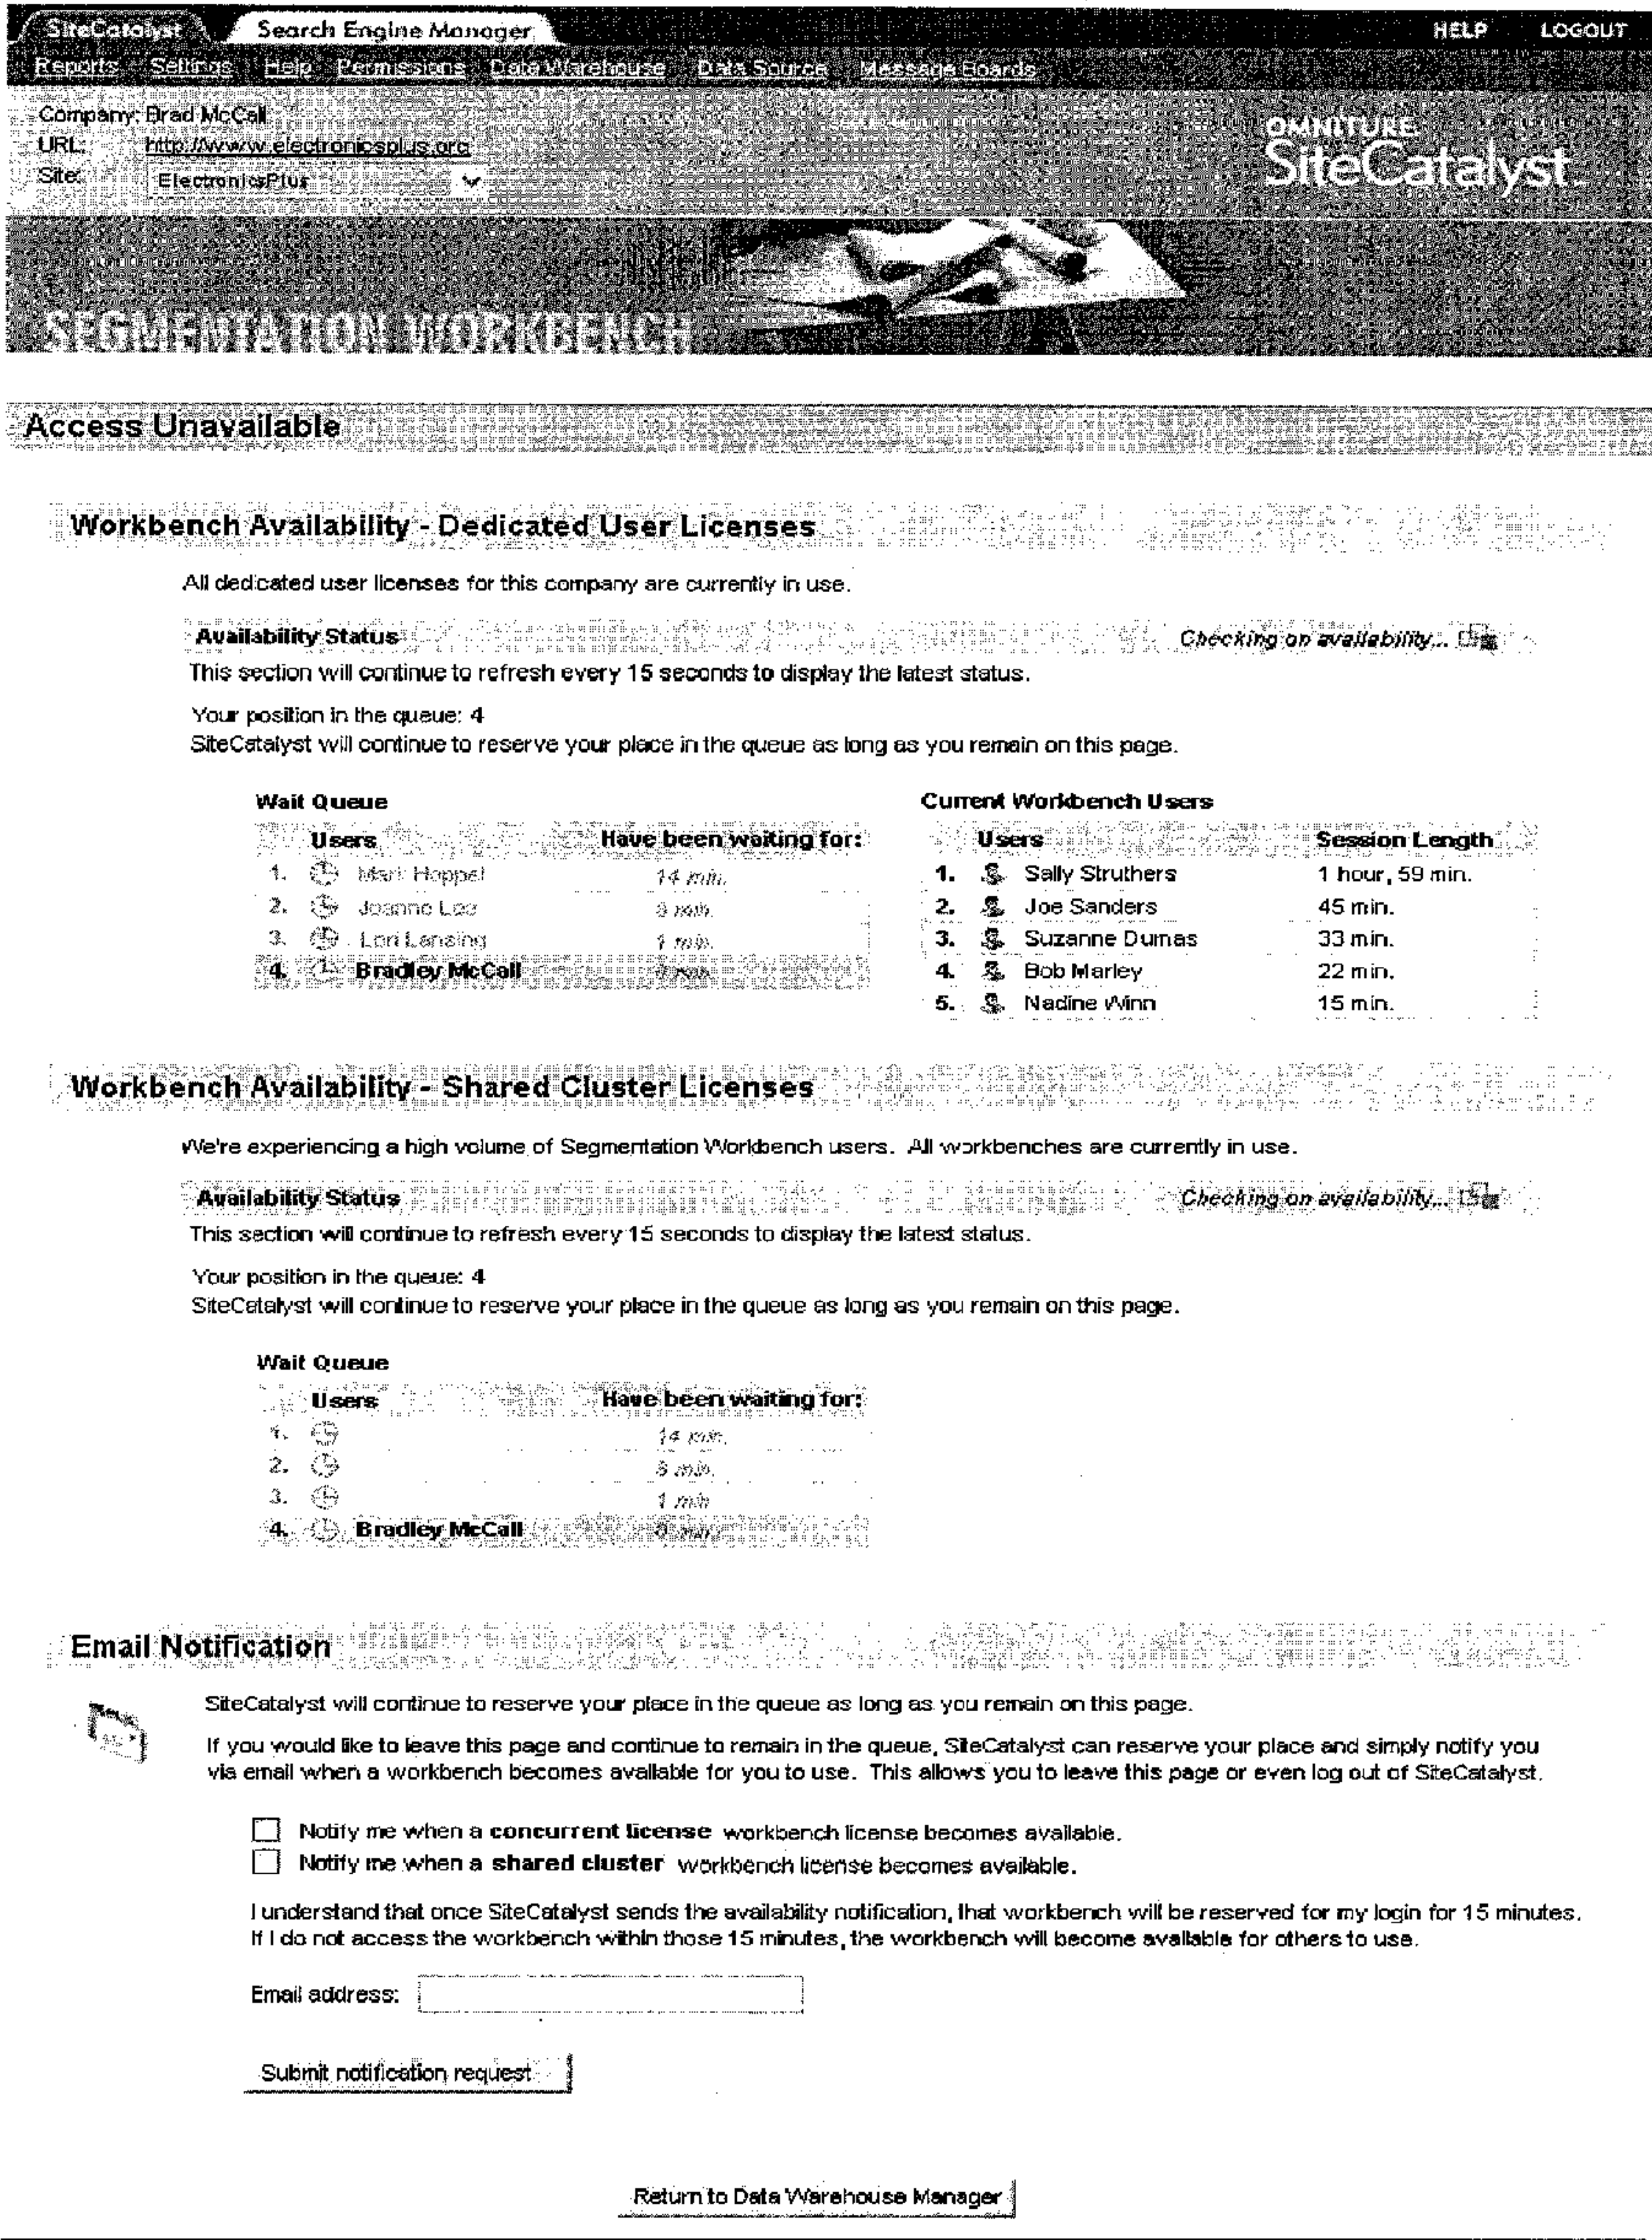 SiteCatalyst Search Engine Manager HELP LOGOUT
Reports Settings Help Permissions Data Warehouse Data Source Message Boards
Company: Brad McCall
URL: http://www.electronicsplus.org
Site: ElectronicsPlus
OMNITURE
SiteCatalyst
SEGMENTATION WORKBENCH
Access Unavailable
Workbench Availability - Dedicated User Licenses
All dedicated user licenses for this company are currently in use.
Availability Status Checking on availability...
This section will continue to refresh every 15 seconds to display the latest status.
Your position in the queue: 4
SiteCatalyst will continue to reserve your place in the queue as long as you remain on this page.
Wait Queue
Users Have been waiting for:
1. Mark Hoppel 14 min.
2. Joanne Lee 8 min.
3. Lori Lansing 1 min.
4. Bradley McCall 0 min.
Current Workbench Users
Users Session Length
1. Sally Struthers 1 hour, 59 min.
2. Joe Sanders 45 min.
3. Suzanne Dumas 33 min.
4. Bob Marley 22 min.
5. Nadine Winn 15 min.
Workbench Availability - Shared Cluster Licenses
We're experiencing a high volume of Segmentation Workbench users. All workbenches are currently in use.
Availability Status Checking on availability...
This section will continue to refresh every 15 seconds to display the latest status.
Your position in the queue: 4
SiteCatalyst will continue to reserve your place in the queue as long as you remain on this page.
Wait Queue
Users Have been waiting for:
1. 14 min.
2. 8 min.
3. 1 min
4. Bradley McCall 0 min.
Email Notification
SiteCatalyst will continue to reserve your place in the queue as long as you remain on this page.
If you would like to leave this page and continue to remain in the queue, SiteCatalyst can reserve your place and simply notify you
via email when a workbench becomes available for you to use. This allows you to leave this page or even log out of SiteCatalyst.
Notify me when a concurrent license workbench license becomes available.
Notify me when a shared cluster workbench license becomes available.
I understand that once SiteCatalyst sends the availability notification, that workbench will be reserved for my login for 15 minutes.
If I do not access the workbench within those 15 minutes, the workbench will become available for others to use.
Email address:
Submit notification request
Return to Data Warehouse Manager